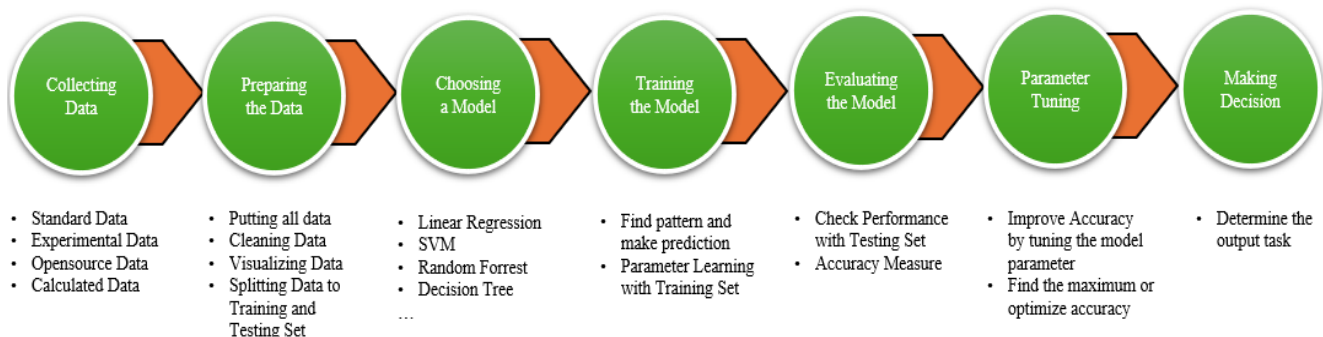 Collecting
Data
Preparing
the Data
Choosing
a Model
Training
the Model
Evaluating
the Model
Parameter
Tuning
Making
Decision
• Standard Data
• Experimental Data
• Opensource Data
• Calculated Data
• Putting all data
• Cleaning Data
• Visualizing Data
• Splitting Data to
Training and
Testing Set
• Linear Regression
• SVM
• Random Forrest
• Decision Tree
…
• Find pattern and
make prediction
• Parameter Learning
with Training Set
• Check Performance
with Testing Set
• Accuracy Measure
• Improve Accuracy
by tuning the model
parameter
• Find the maximum or
optimize accuracy
• Determine the
output task